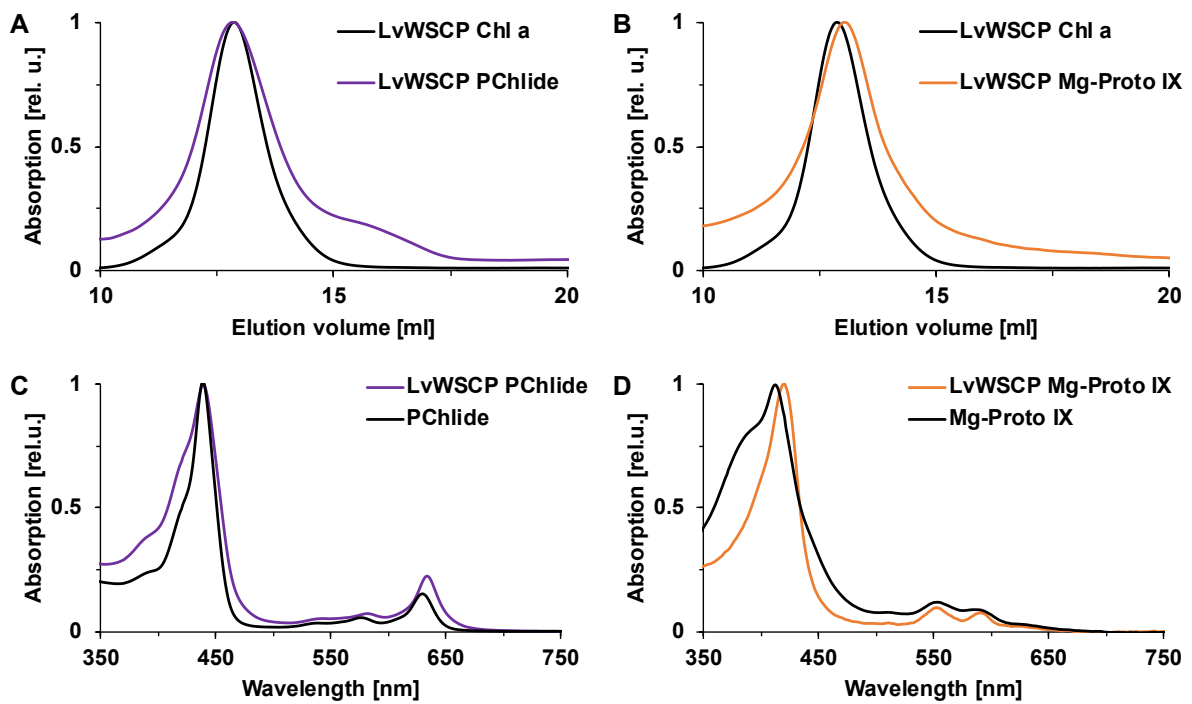 A
Absorption [rel. u.]
1
0.5
0
LvWSCP Chl a
LvWSCP PChlide
10
15
20
Elution volume [ml]
B
Absorption [rel. u.]
1
0.5
0
LvWSCP Chl a
LvWSCP Mg-Proto IX
10
15
20
Elution volume [ml]
C
Absorption [rel.u.]
1
0.5
0
LvWSCP PChlide
PChlide
350
450
550
650
750
Wavelength [nm]
D
Absorption [rel.u.]
1
0.5
0
LvWSCP Mg-Proto IX
Mg-Proto IX
350
450
550
650
750
Wavelength [nm]